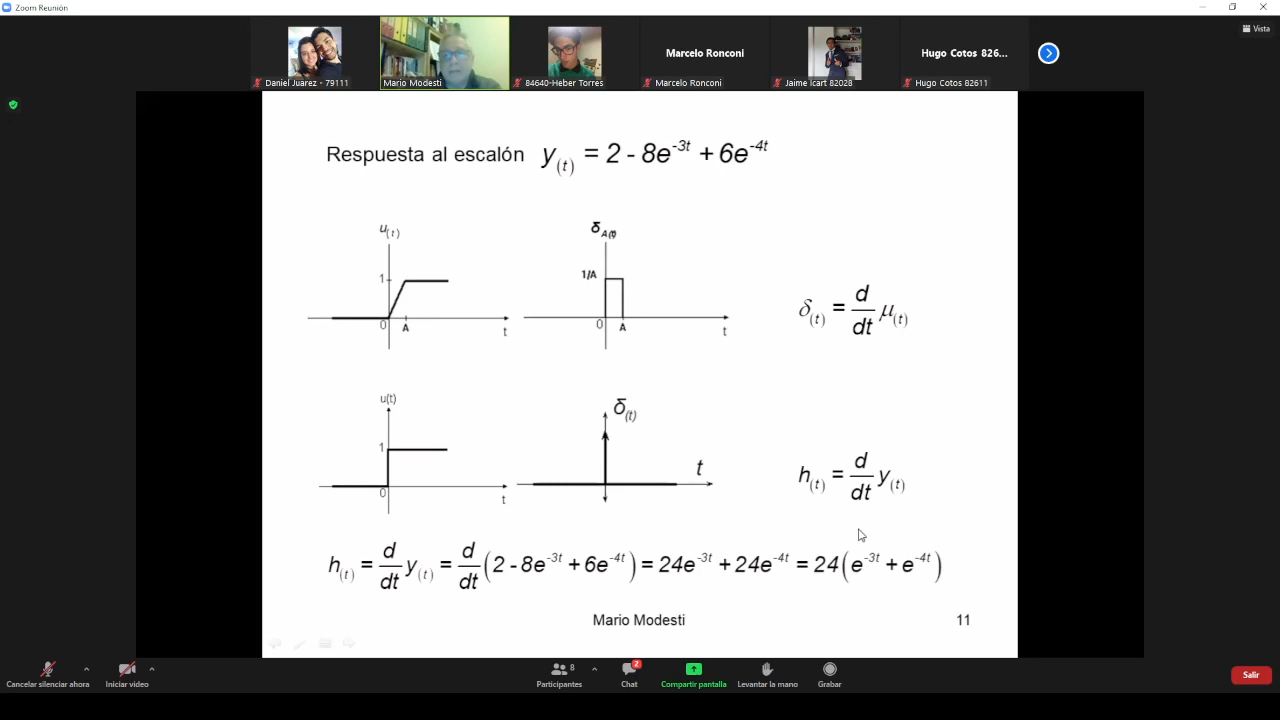 Zoom Reunión
Vista
Daniel Juarez - 79111
Mario Modesti
84640-Heber Torres
Marcelo Ronconi
Marcelo Ronconi
Jaime Icart 82028
Hugo Cotos 826...
Hugo Cotos 82611
Respuesta al escalón y(t) = 2 - 8e^-3t + 6e^-4t
u(t)
1
0
A
t
δA(t)
1/A
0
A
t
δ(t) = d/dt μ(t)
u(t)
1
0
t
δ(t)
t
h(t) = d/dt y(t)
h(t) = d/dt y(t) = d/dt (2 - 8e^-3t + 6e^-4t) = 24e^-3t + 24e^-4t = 24(e^-3t + e^-4t)
Mario Modesti
11
Cancelar silenciar ahora
Iniciar video
8
Participantes
2
Chat
Compartir pantalla
Levantar la mano
Grabar
Salir